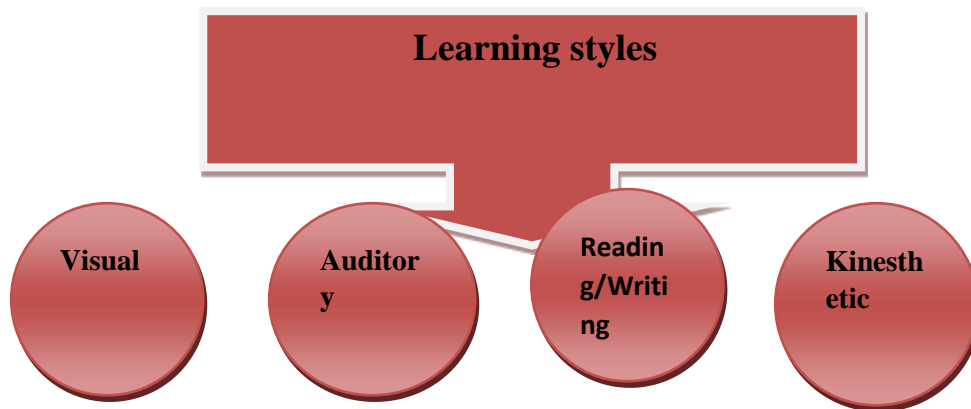 Learning styles
Visual
Auditor
y
Readin
g/Writi
ng
Kinesth
etic